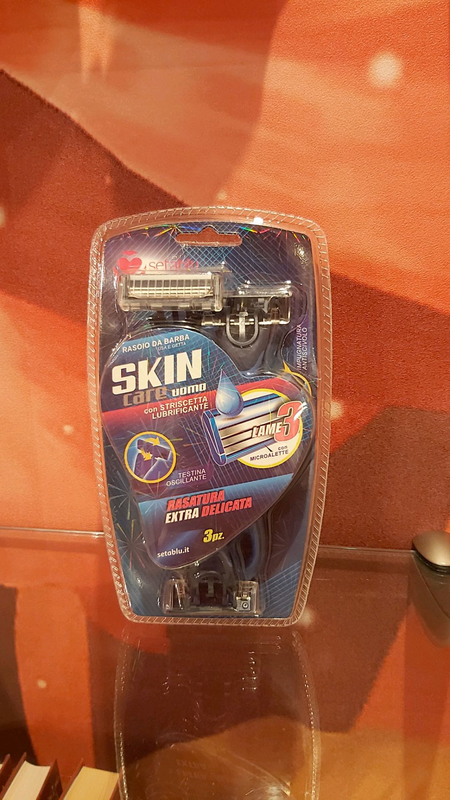 setablu
RASOIO DA BARBA
USA E GETTA
IMPUGNATURA
ANTISCIVOLO
SKIN
care uomo
con STRISCETTA
LUBRIFICANTE
LAME 3
con
MICROALETTE
TESTINA
OSCILLANTE
RASATURA
EXTRA DELICATA
3pz.
setablu.it